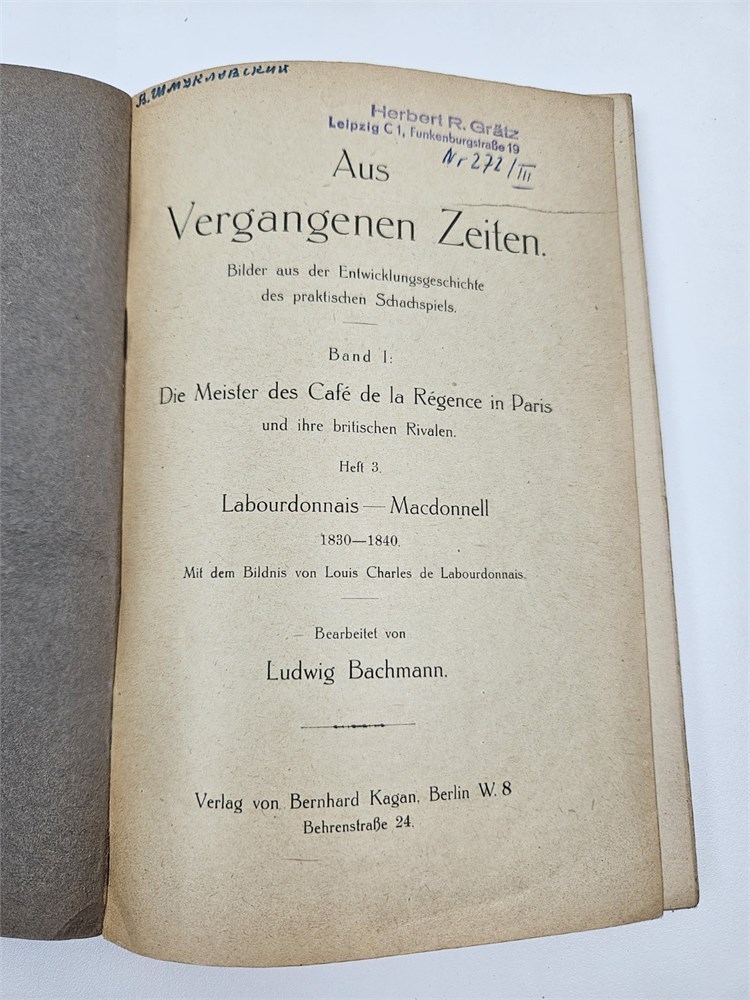 В. Шмуклавский
Herbert R. Grätz
Leipzig C 1, Funkenburgstraße 19
Nr 272/III
Aus
Vergangenen Zeiten.
Bilder aus der Entwicklungsgeschichte
des praktischen Schachspiels.
Band I:
Die Meister des Café de la Régence in Paris
und ihre britischen Rivalen.
Heft 3.
Labourdonnais — Macdonnell
1830—1840.
Mit dem Bildnis von Louis Charles de Labourdonnais.
Bearbeitet von
Ludwig Bachmann.
Verlag von Bernhard Kagan, Berlin W. 8
Behrenstraße 24.